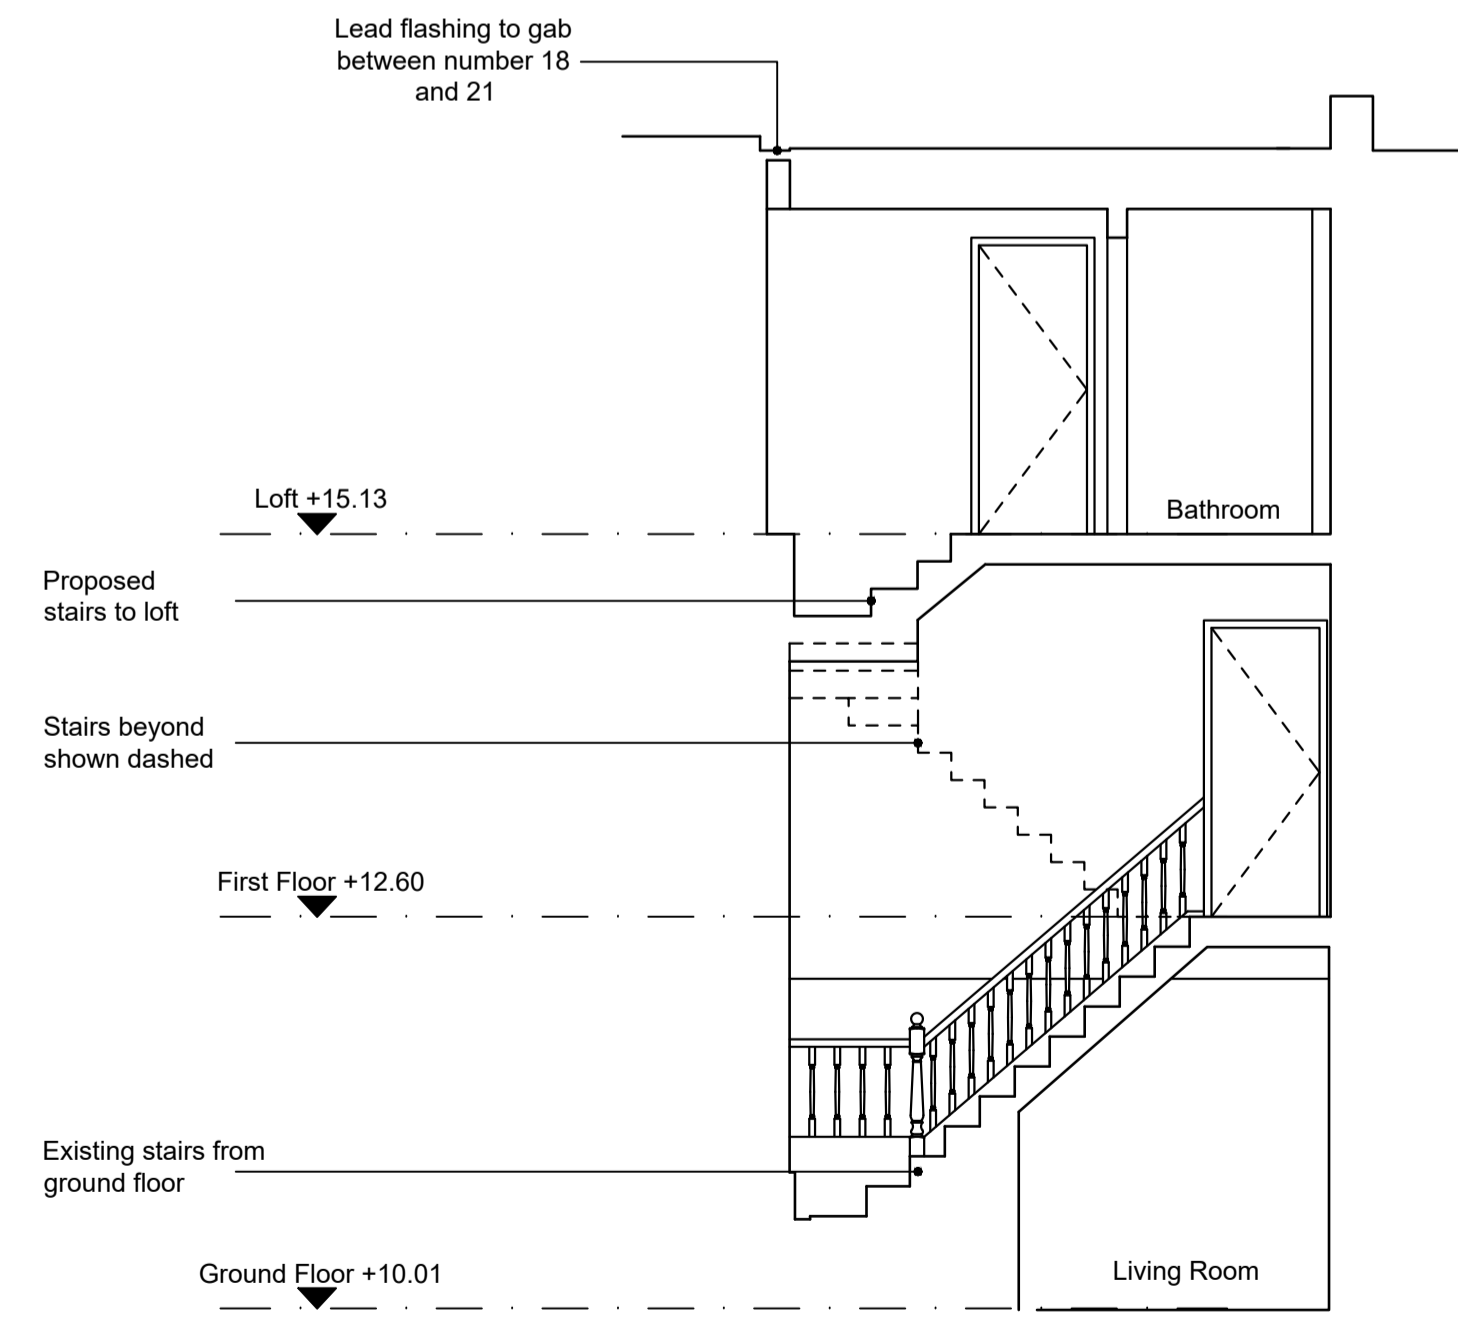 Lead flashing to gab
between number 18
and 21
Loft +15.13
Bathroom
Proposed
stairs to loft
Stairs beyond
shown dashed
First Floor +12.60
Existing stairs from
ground floor
Ground Floor +10.01
Living Room